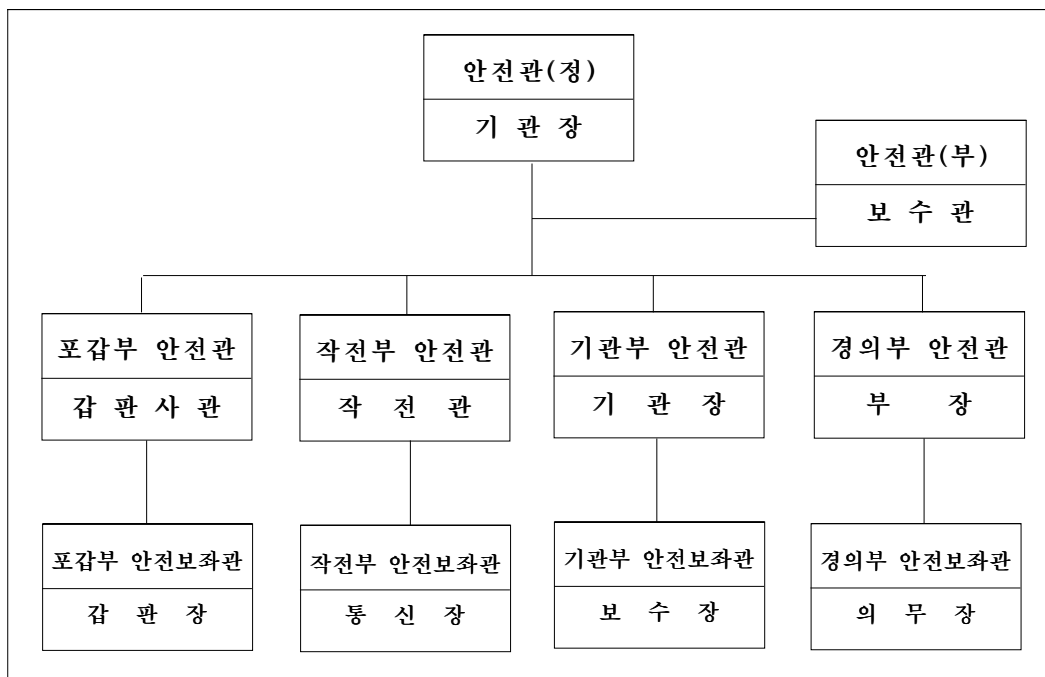 안전관(정)
기 관 장
안전관(부)
보 수 관
포갑부 안전관
갑 판 사 관
작전부 안전관
작 전 관
기관부 안전관
기 관 장
경의부 안전관
부 장
포갑부 안전보좌관
갑 판 장
작전부 안전보좌관
통 신 장
기관부 안전보좌관
보 수 장
경의부 안전보좌관
의 무 장